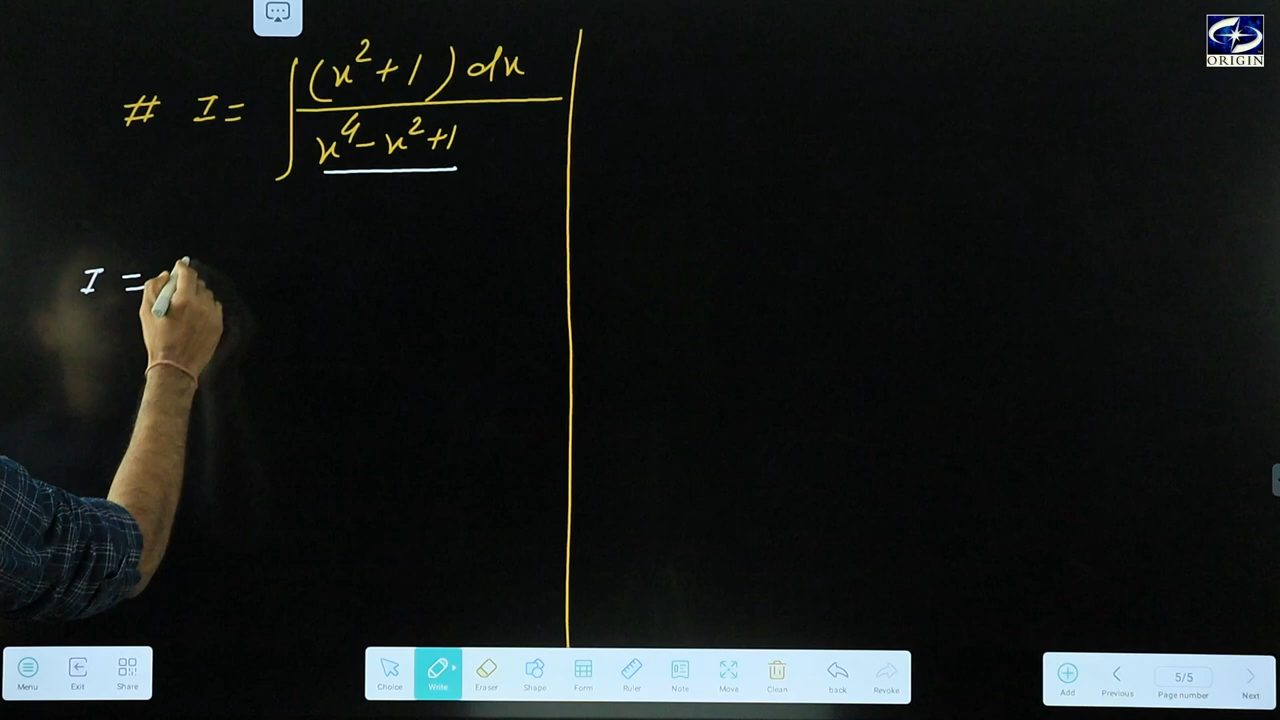 # I = ∫ (x²+1) dx / x⁴-x²+1
I =
ORIGIN
Menu Exit Share
Choice Write Eraser Shape Form Ruler Note Move Clean back Revoke
Add Previous 5/5 Page number Next